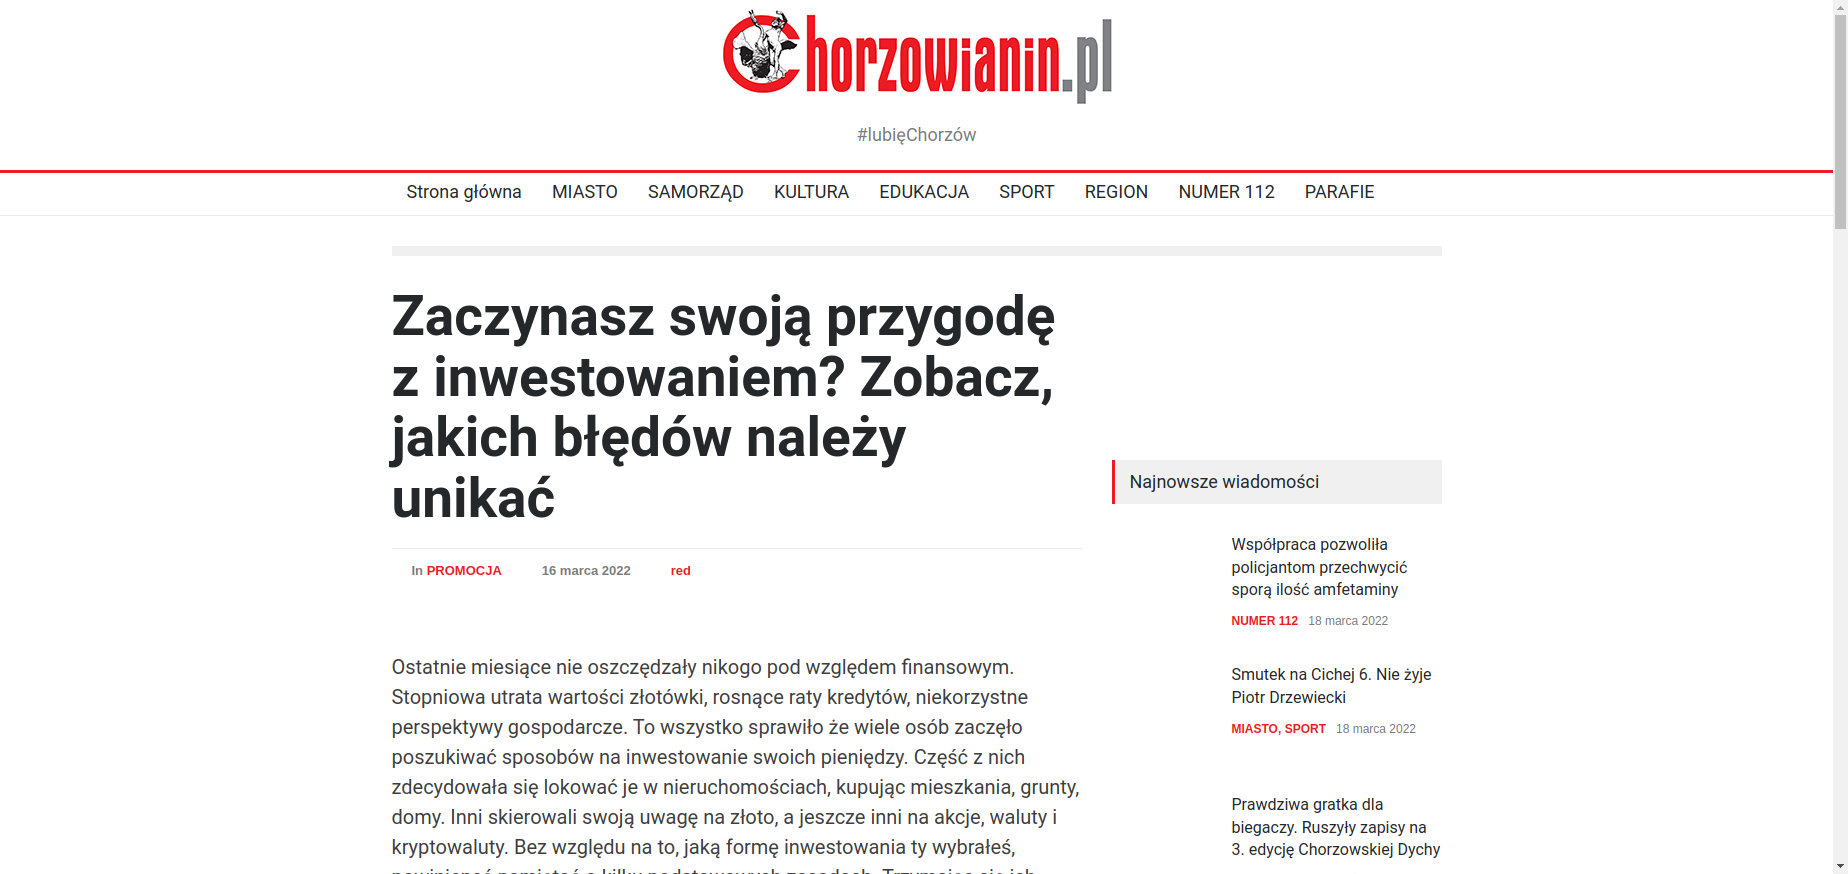 Chorzowianin.pl
#lubięChorzów
Strona główna MIASTO SAMORZĄD KULTURA EDUKACJA SPORT REGION NUMER 112 PARAFIE
Zaczynasz swoją przygodę
z inwestowaniem? Zobacz,
jakich błędów należy
unikać
In PROMOCJA 16 marca 2022 red
Ostatnie miesiące nie oszczędzały nikogo pod względem finansowym.
Stopniowa utrata wartości złotówki, rosnące raty kredytów, niekorzystne
perspektywy gospodarcze. To wszystko sprawiło że wiele osób zaczęło
poszukiwać sposobów na inwestowanie swoich pieniędzy. Część z nich
zdecydowała się lokować je w nieruchomościach, kupując mieszkania, grunty,
domy. Inni skierowali swoją uwagę na złoto, a jeszcze inni na akcje, waluty i
kryptowaluty. Bez względu na to, jaką formę inwestowania ty wybrałeś,
Najnowsze wiadomości
Współpraca pozwoliła
policjantom przechwycić
sporą ilość amfetaminy
NUMER 112 18 marca 2022
Smutek na Cichej 6. Nie żyje
Piotr Drzewiecki
MIASTO, SPORT 18 marca 2022
Prawdziwa gratka dla
biegaczy. Ruszyły zapisy na
3. edycję Chorzowskiej Dychy